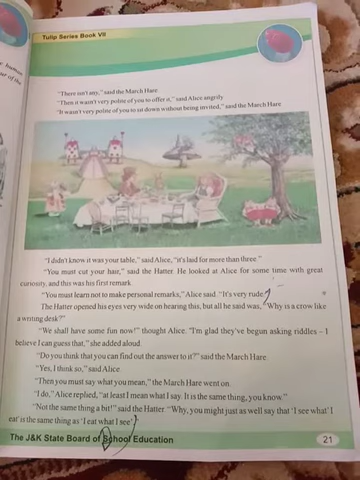 Tulip Series Book VII
"There isn't any," said the March Hare.
"Then it wasn't very polite of you to offer it," said Alice angrily.
"It wasn't very polite of you to sit down without being invited," said the March Hare.
"I didn't know it was your table," said Alice, "it's laid for more than three."
"You must cut your hair," said the Hatter. He looked at Alice for some time with great
curiosity, and this was his first remark.
"You must learn not to make personal remarks," Alice said. "It's very rude."
The Hatter opened his eyes very wide on hearing this, but all he said was, "Why is a crow like
a writing desk?"
"We shall have some fun now!" thought Alice. "I'm glad they've begun asking riddles – I
believe I can guess that," she added aloud.
"Do you think that you can find out the answer to it?" said the March Hare.
"Yes, I think so," said Alice.
"Then you must say what you mean," the March Hare went on.
"I do," Alice replied, "at least I mean what I say. It is the same thing, you know."
"Not the same thing a bit!" said the Hatter. "Why, you might just as well say that 'I see what I
eat' is the same thing as 'I eat what I see'
The J&K State Board of School Education
21